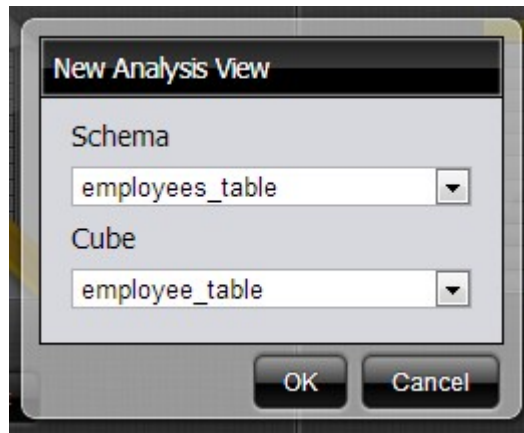 New Analysis View
Schema
employees_table
Cube
employee_table
OK Cancel